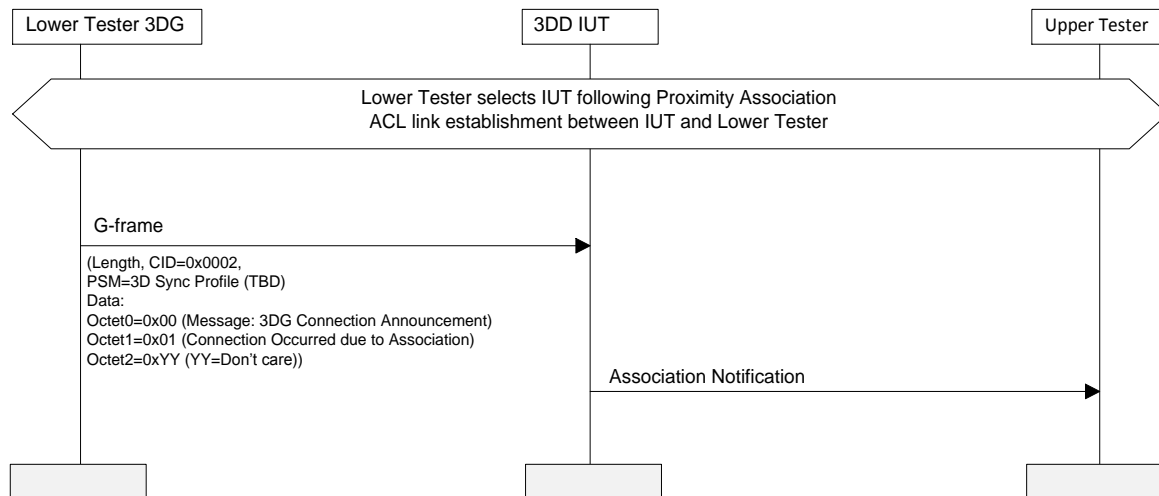 Lower Tester 3DG
3DD IUT
Upper Tester
Lower Tester selects IUT following Proximity Association
ACL link establishment between IUT and Lower Tester
G-frame
(Length, CID=0x0002,
PSM=3D Sync Profile (TBD)
Data:
Octet0=0x00 (Message: 3DG Connection Announcement)
Octet1=0x01 (Connection Occurred due to Association)
Octet2=0xYY (YY=Don't care))
Association Notification